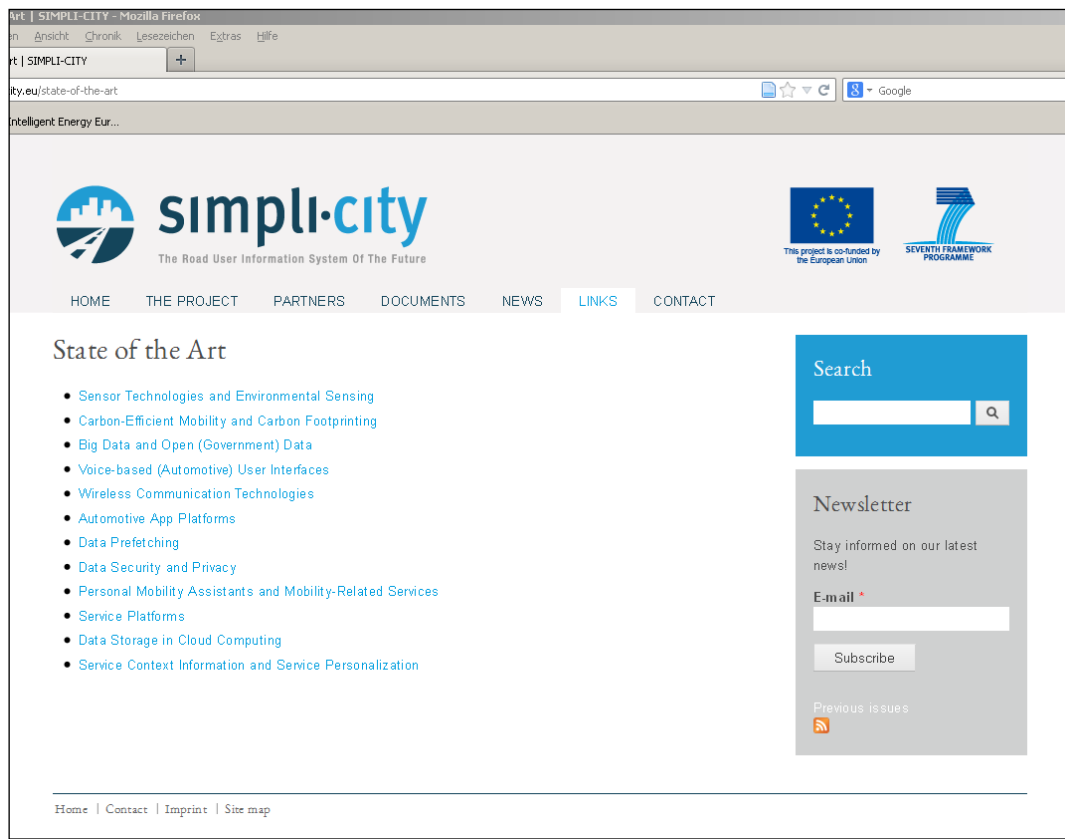 Art | SIMPLI-CITY - Mozilla Firefox
en Ansicht Chronik Lesezeichen Extras Hilfe
rt | SIMPLI-CITY +
ity.eu/state-of-the-art 8 Google
Intelligent Energy Eur...
sımplı·cıty
The Road User Information System Of The Future
This project is co-funded by
the European Union
7
SEVENTH FRAMEWORK
PROGRAMME
HOME THE PROJECT PARTNERS DOCUMENTS NEWS LINKS CONTACT
State of the Art
• Sensor Technologies and Environmental Sensing
• Carbon-Efficient Mobility and Carbon Footprinting
• Big Data and Open (Government) Data
• Voice-based (Automotive) User Interfaces
• Wireless Communication Technologies
• Automotive App Platforms
• Data Prefetching
• Data Security and Privacy
• Personal Mobility Assistants and Mobility-Related Services
• Service Platforms
• Data Storage in Cloud Computing
• Service Context Information and Service Personalization
Search
Newsletter
Stay informed on our latest
news!
E-mail *
Subscribe
Previous issues
Home | Contact | Imprint | Site map